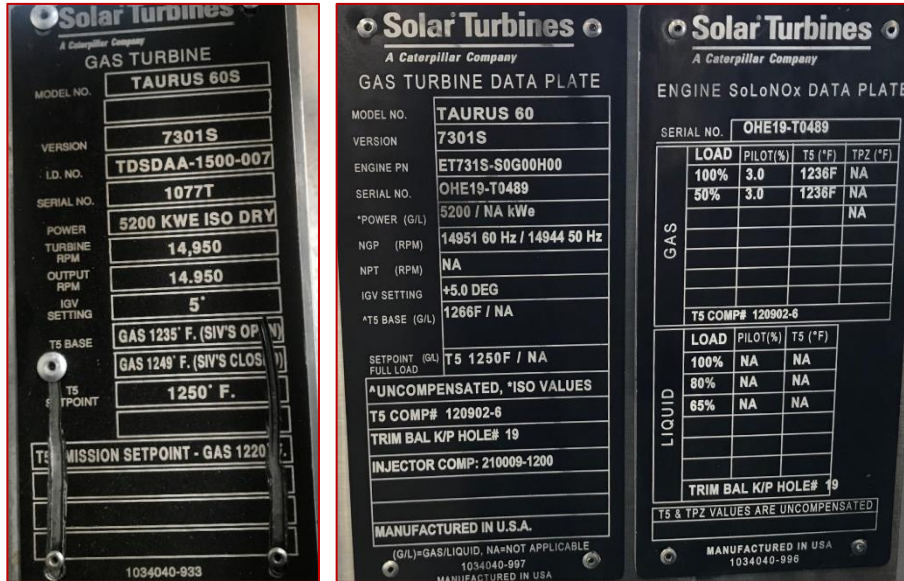 Solar Turbines
A Caterpillar Company
GAS TURBINE
MODEL NO. TAURUS 60S
VERSION 7301S
I.D. NO. TDSDAA-1500-007
SERIAL NO. 1077T
POWER 5200 KWE ISO DRY
TURBINE RPM 14,950
OUTPUT RPM 14.950
IGV SETTING 5°
T5 BASE GAS 1235° F. (SIV'S OPEN)
GAS 1249° F. (SIV'S CLOSED)
T5 SETPOINT 1250° F.
EMISSION SETPOINT - GAS 1220° F.
1034040-933
Solar Turbines
A Caterpillar Company
GAS TURBINE DATA PLATE
MODEL NO. TAURUS 60
VERSION 7301S
ENGINE PN ET731S-S0G00H00
SERIAL NO. OHE19-T0489
*POWER (G/L) 5200 / NA kWe
NGP (RPM) 14951 60 Hz / 14944 50 Hz
NPT (RPM) NA
IGV SETTING +5.0 DEG
^T5 BASE (G/L) 1266F / NA
SETPOINT (G/L) FULL LOAD T5 1250F / NA
^UNCOMPENSATED, *ISO VALUES
T5 COMP# 120902-6
TRIM BAL K/P HOLE# 19
INJECTOR COMP: 210009-1200
MANUFACTURED IN U.S.A.
(G/L)=GAS/LIQUID, NA=NOT APPLICABLE
1034040-997
MANUFACTURED IN USA
Solar Turbines
A Caterpillar Company
ENGINE SoLoNOx DATA PLATE
SERIAL NO. OHE19-T0489
GAS
LOAD PILOT(%) T5 (°F) TPZ (°F)
100% 3.0 1236F NA
50% 3.0 1236F NA
NA
T5 COMP# 120902-6
LIQUID
LOAD PILOT(%) T5 (°F)
100% NA NA
80% NA NA
65% NA NA
TRIM BAL K/P HOLE# 19
T5 & TPZ VALUES ARE UNCOMPENSATED
MANUFACTURED IN USA
1034040-996